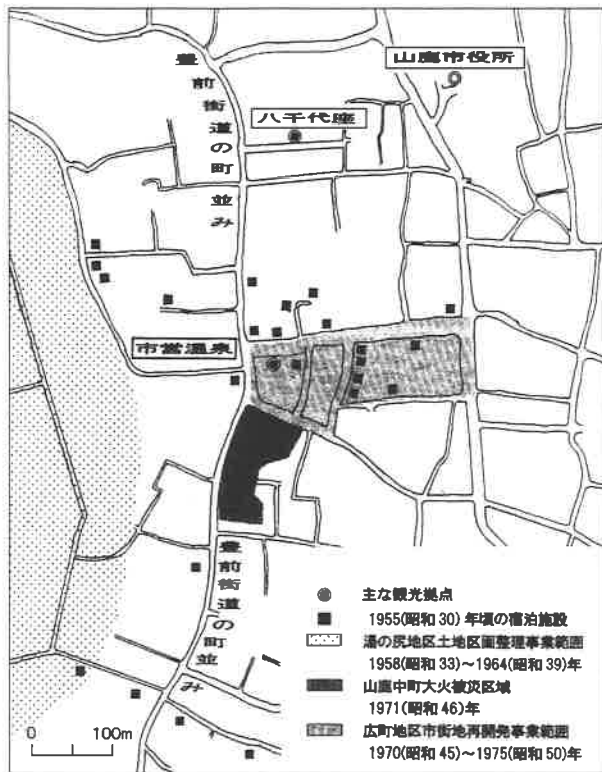 山鹿市役所
八千代座
豊前街道の町並み
市営温泉
豊前街道の町並み
主な観光拠点
1955(昭和30)年頃の宿泊施設
湯の尻地区土地区画整理事業範囲
1958(昭和33)～1964(昭和39)年
山鹿中町大火被災区域
1971(昭和46)年
広町地区市街地再開発事業範囲
1970(昭和45)～1975(昭和50)年
0 100m